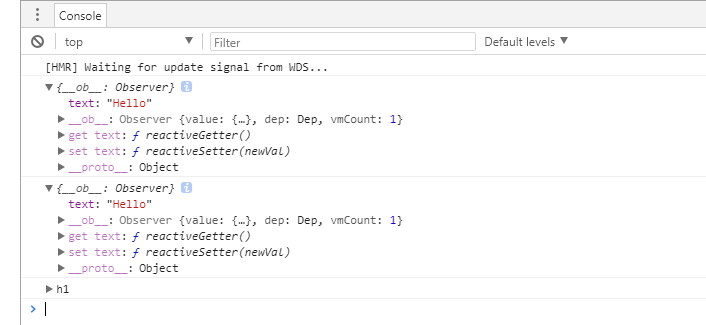 Console
top Filter Default levels
[HMR] Waiting for update signal from WDS...
{__ob__: Observer} i
text: "Hello"
__ob__: Observer {value: {…}, dep: Dep, vmCount: 1}
get text: ƒ reactiveGetter()
set text: ƒ reactiveSetter(newVal)
__proto__: Object
{__ob__: Observer} i
text: "Hello"
__ob__: Observer {value: {…}, dep: Dep, vmCount: 1}
get text: ƒ reactiveGetter()
set text: ƒ reactiveSetter(newVal)
__proto__: Object
h1